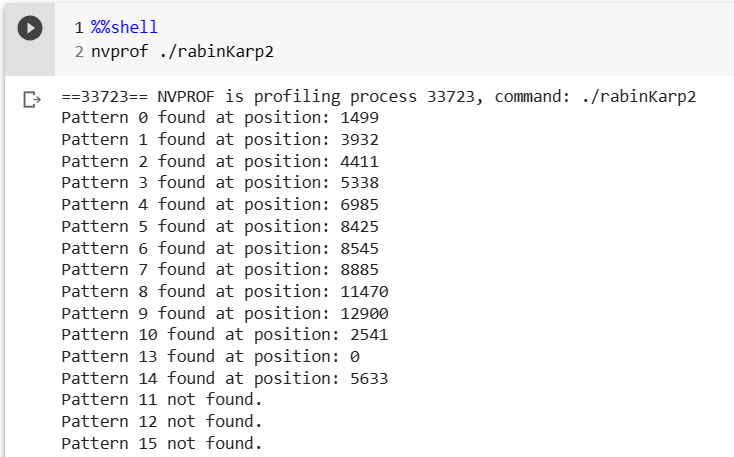 1 %%shell
2 nvprof ./rabinKarp2
==33723== NVPROF is profiling process 33723, command: ./rabinKarp2
Pattern 0 found at position: 1499
Pattern 1 found at position: 3932
Pattern 2 found at position: 4411
Pattern 3 found at position: 5338
Pattern 4 found at position: 6985
Pattern 5 found at position: 8425
Pattern 6 found at position: 8545
Pattern 7 found at position: 8885
Pattern 8 found at position: 11470
Pattern 9 found at position: 12900
Pattern 10 found at position: 2541
Pattern 13 found at position: 0
Pattern 14 found at position: 5633
Pattern 11 not found.
Pattern 12 not found.
Pattern 15 not found.